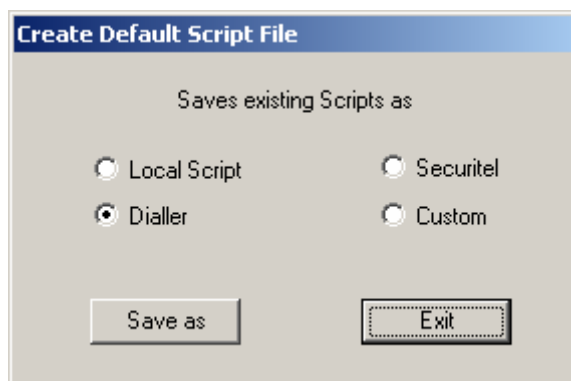 Create Default Script File
Saves existing Scripts as
Local Script
Securitel
Dialler
Custom
Save as
Exit